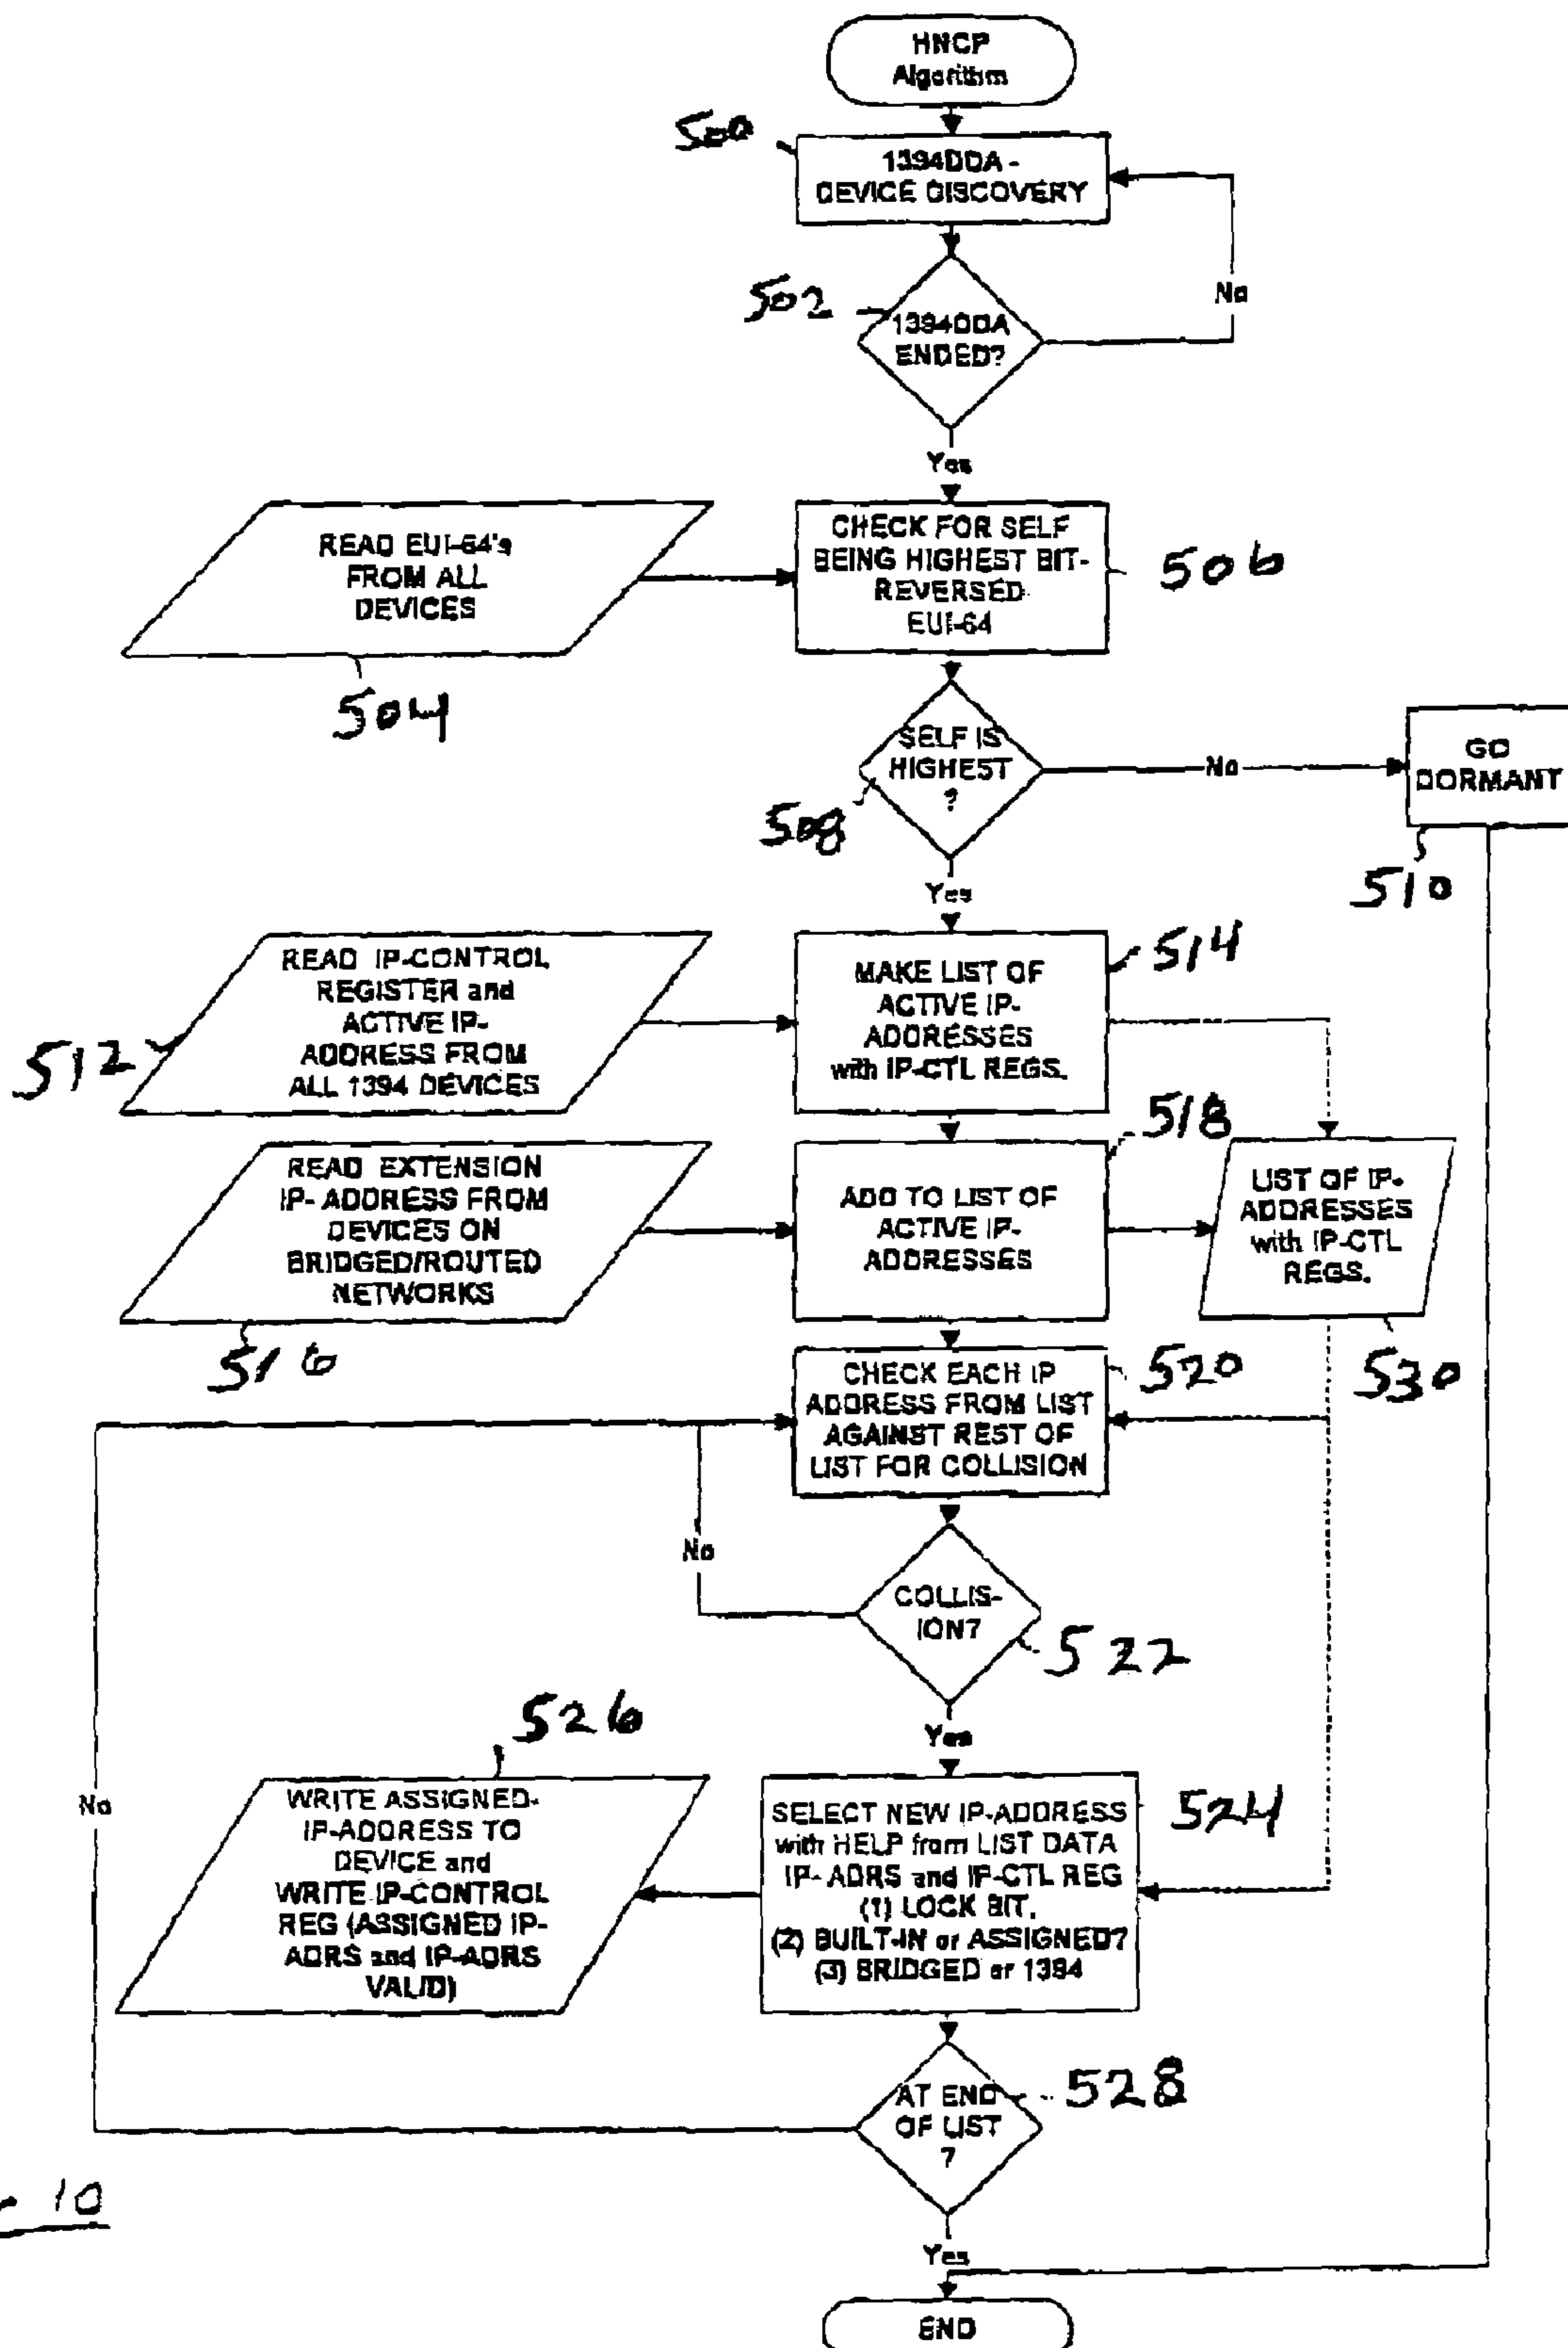 HNCP
Algorithm
500
1394DDA -
DEVICE DISCOVERY
502
1394DDA
ENDED?
No
Yes
READ EUI-64's
FROM ALL
DEVICES
504
CHECK FOR SELF
BEING HIGHEST BIT-
REVERSED
EUI-64
506
SELF IS
HIGHEST
?
508
No
GO
DORMANT
510
Yes
READ IP-CONTROL
REGISTER and
ACTIVE IP-
ADDRESS FROM
ALL 1394 DEVICES
512
MAKE LIST OF
ACTIVE IP-
ADDRESSES
with IP-CTL REGS.
514
READ EXTENSION
IP- ADDRESS FROM
DEVICES ON
BRIDGED/ROUTED
NETWORKS
516
ADD TO LIST OF
ACTIVE IP-
ADDRESSES
518
LIST OF IP-
ADDRESSES
with IP-CTL
REGS.
530
CHECK EACH IP
ADDRESS FROM LIST
AGAINST REST OF
LIST FOR COLLISION
520
No
COLLIS-
ION?
522
Yes
526
WRITE ASSIGNED-
IP-ADDRESS TO
DEVICE and
WRITE IP-CONTROL
REG (ASSIGNED IP-
ADRS and IP-ADRS
VALID)
SELECT NEW IP-ADDRESS
with HELP from LIST DATA
IP- ADRS and IP-CTL REG
(1) LOCK BIT.
(2) BUILT-IN or ASSIGNED?
(3) BRIDGED or 1394
524
No
AT END
OF LIST
?
528
10
Yes
END